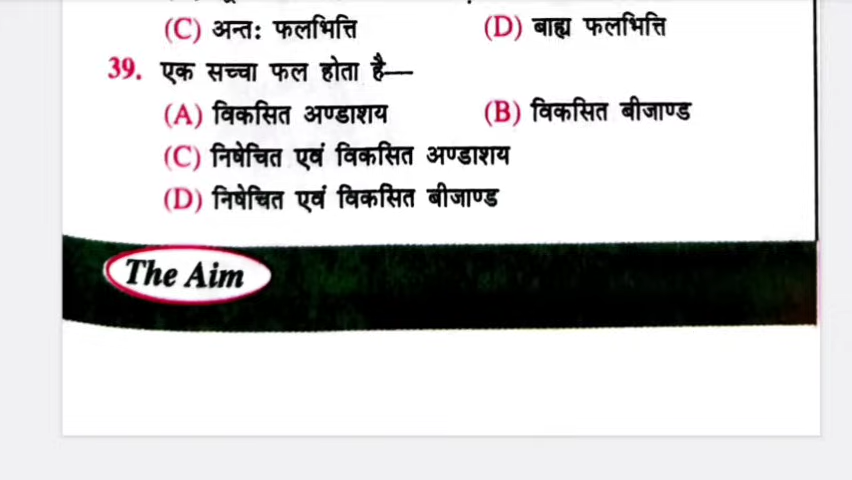 (C) अन्तः फलभित्ति (D) बाह्य फलभित्ति
39. एक सच्चा फल होता है—
(A) विकसित अण्डाशय (B) विकसित बीजाण्ड
(C) निषेचित एवं विकसित अण्डाशय
(D) निषेचित एवं विकसित बीजाण्ड
The Aim